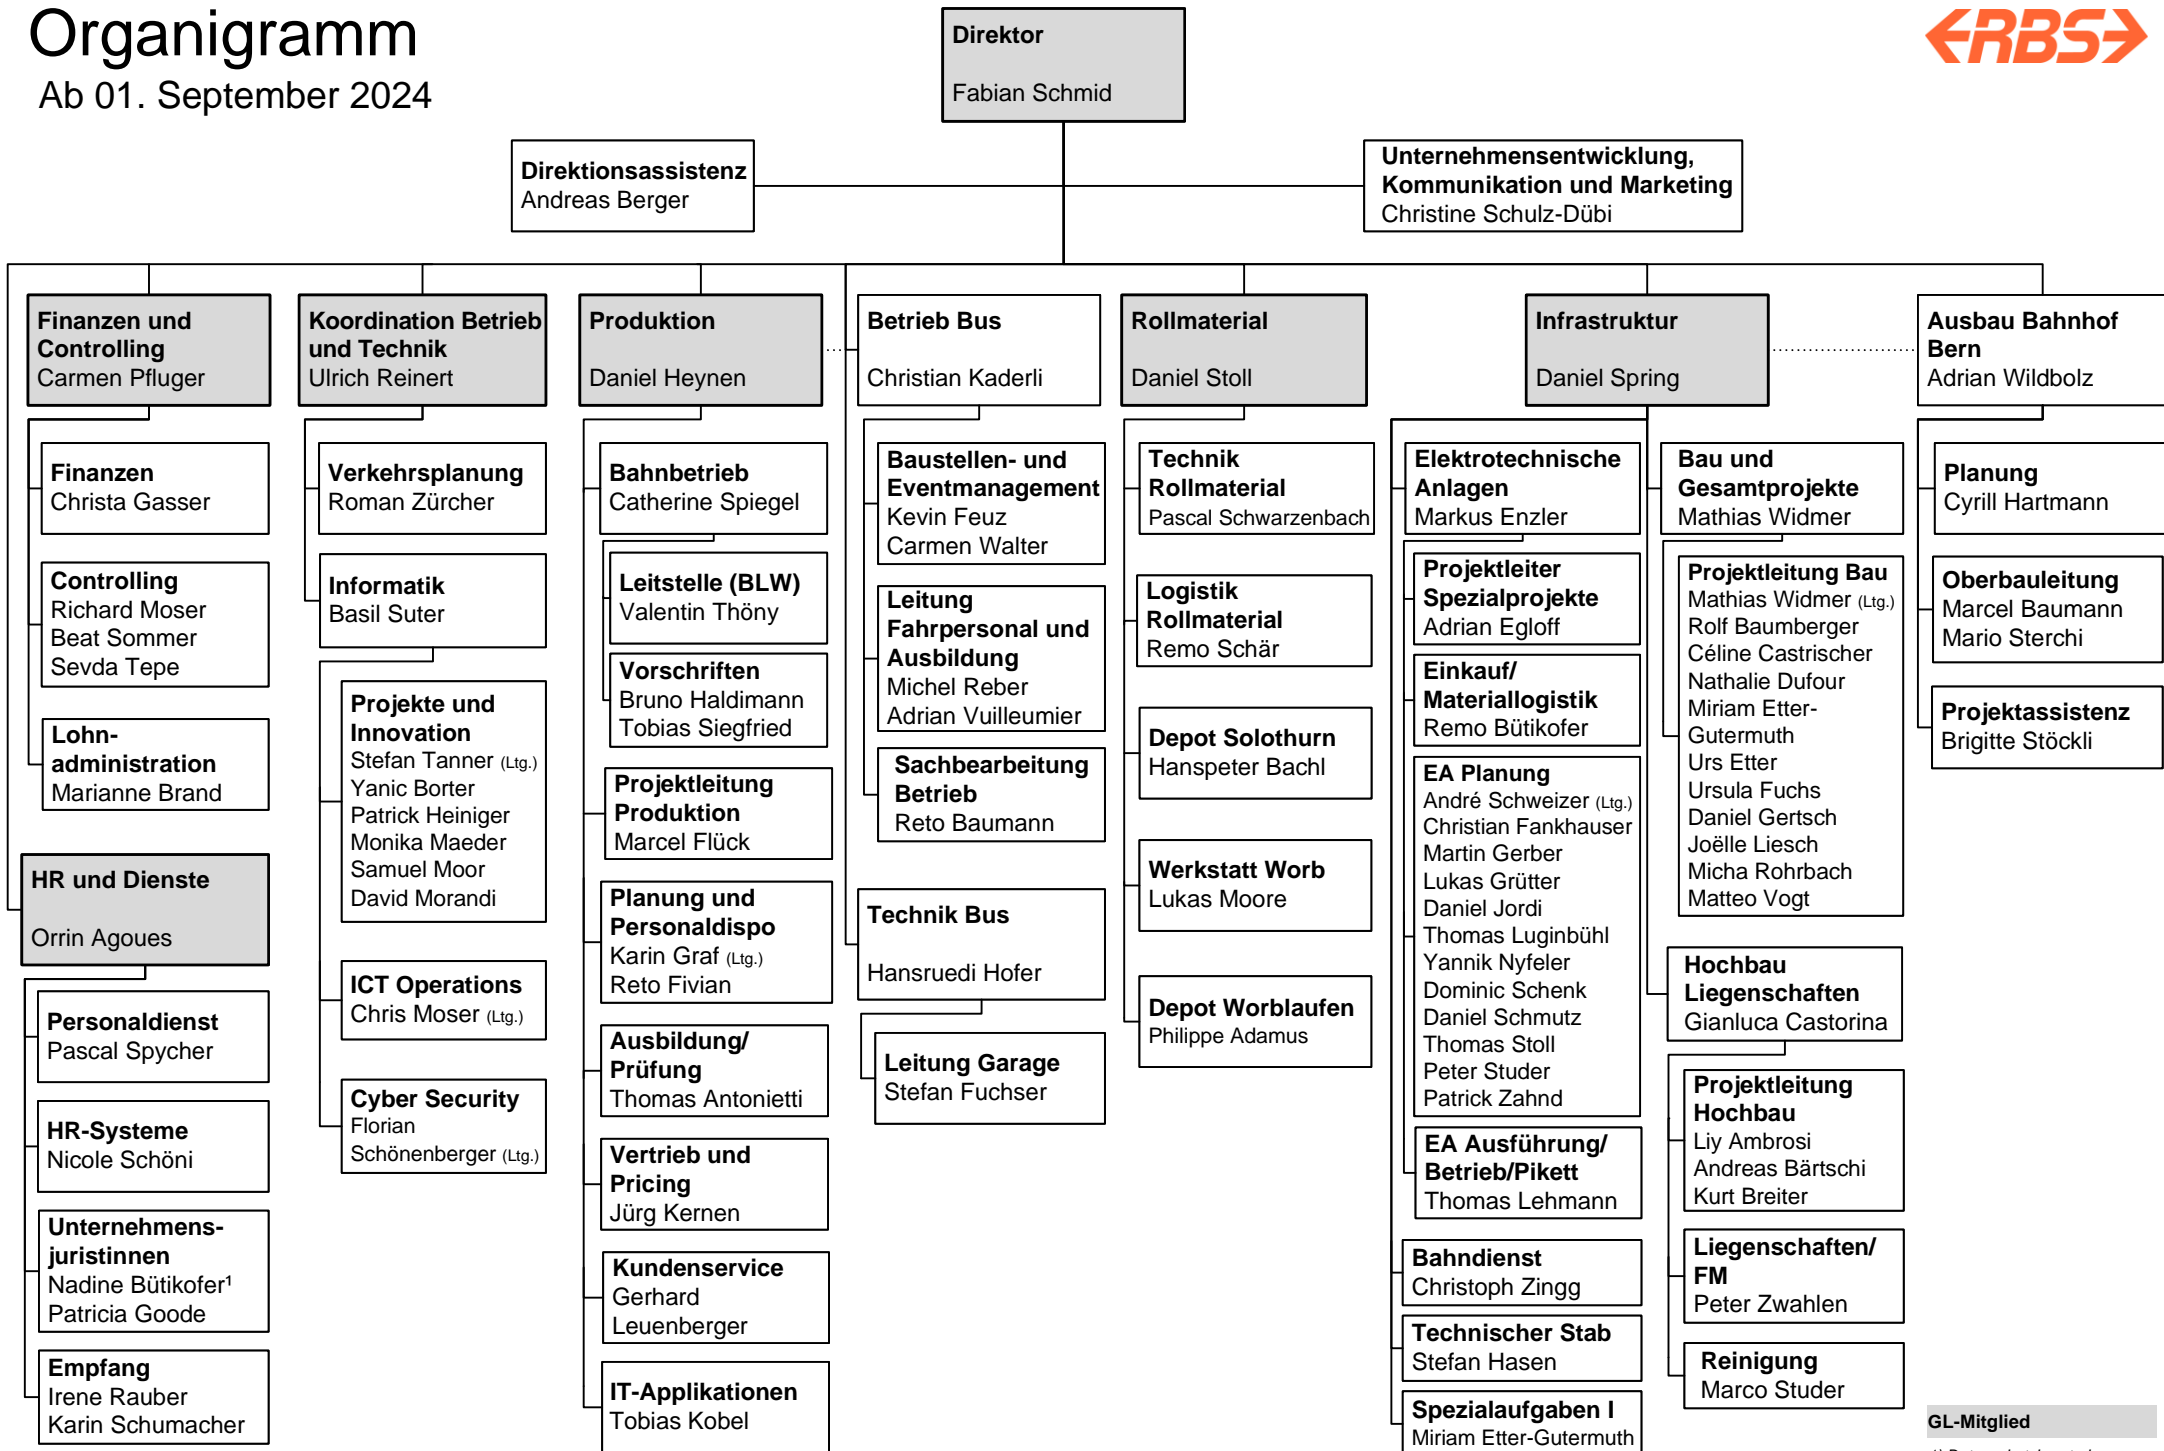 Organigramm
Ab 01. September 2024
RBS
Direktor
Fabian Schmid
Direktionsassistenz
Andreas Berger
Unternehmensentwicklung,
Kommunikation und Marketing
Christine Schulz-Dübi
Finanzen und
Controlling
Carmen Pfluger
Finanzen
Christa Gasser
Controlling
Richard Moser
Beat Sommer
Sevda Tepe
Lohn-
administration
Marianne Brand
HR und Dienste
Orrin Agoues
Personaldienst
Pascal Spycher
HR-Systeme
Nicole Schöni
Unternehmens-
juristinnen
Nadine Bütikofer¹
Patricia Goode
Empfang
Irene Rauber
Karin Schumacher
Koordination Betrieb
und Technik
Ulrich Reinert
Verkehrsplanung
Roman Zürcher
Informatik
Basil Suter
Projekte und
Innovation
Stefan Tanner (Ltg.)
Yanic Borter
Patrick Heiniger
Monika Maeder
Samuel Moor
David Morandi
ICT Operations
Chris Moser (Ltg.)
Cyber Security
Florian
Schönenberger (Ltg.)
Produktion
Daniel Heynen
Bahnbetrieb
Catherine Spiegel
Leitstelle (BLW)
Valentin Thöny
Vorschriften
Bruno Haldimann
Tobias Siegfried
Projektleitung
Produktion
Marcel Flück
Planung und
Personaldispo
Karin Graf (Ltg.)
Reto Fivian
Ausbildung/
Prüfung
Thomas Antonietti
Vertrieb und
Pricing
Jürg Kernen
Kundenservice
Gerhard
Leuenberger
IT-Applikationen
Tobias Kobel
Betrieb Bus
Christian Kaderli
Baustellen- und
Eventmanagement
Kevin Feuz
Carmen Walter
Leitung
Fahrpersonal und
Ausbildung
Michel Reber
Adrian Vuilleumier
Sachbearbeitung
Betrieb
Reto Baumann
Technik Bus
Hansruedi Hofer
Leitung Garage
Stefan Fuchser
Rollmaterial
Daniel Stoll
Technik
Rollmaterial
Pascal Schwarzenbach
Logistik
Rollmaterial
Remo Schär
Depot Solothurn
Hanspeter Bachl
Werkstatt Worb
Lukas Moore
Depot Worblaufen
Philippe Adamus
Infrastruktur
Daniel Spring
Elektrotechnische
Anlagen
Markus Enzler
Projektleiter
Spezialprojekte
Adrian Egloff
Einkauf/
Materiallogistik
Remo Bütikofer
EA Planung
André Schweizer (Ltg.)
Christian Fankhauser
Martin Gerber
Lukas Grütter
Daniel Jordi
Thomas Luginbühl
Yannik Nyfeler
Dominic Schenk
Daniel Schmutz
Thomas Stoll
Peter Studer
Patrick Zahnd
EA Ausführung/
Betrieb/Pikett
Thomas Lehmann
Bahndienst
Christoph Zingg
Technischer Stab
Stefan Hasen
Spezialaufgaben I
Miriam Etter-Gutermuth
Bau und
Gesamtprojekte
Mathias Widmer
Projektleitung Bau
Mathias Widmer (Ltg.)
Rolf Baumberger
Céline Castrischer
Nathalie Dufour
Miriam Etter-
Gutermuth
Urs Etter
Ursula Fuchs
Daniel Gertsch
Joëlle Liesch
Micha Rohrbach
Matteo Vogt
Hochbau
Liegenschaften
Gianluca Castorina
Projektleitung
Hochbau
Liy Ambrosi
Andreas Bärtschi
Kurt Breiter
Liegenschaften/
FM
Peter Zwahlen
Reinigung
Marco Studer
Ausbau Bahnhof
Bern
Adrian Wildbolz
Planung
Cyrill Hartmann
Oberbauleitung
Marcel Baumann
Mario Sterchi
Projektassistenz
Brigitte Stöckli
GL-Mitglied